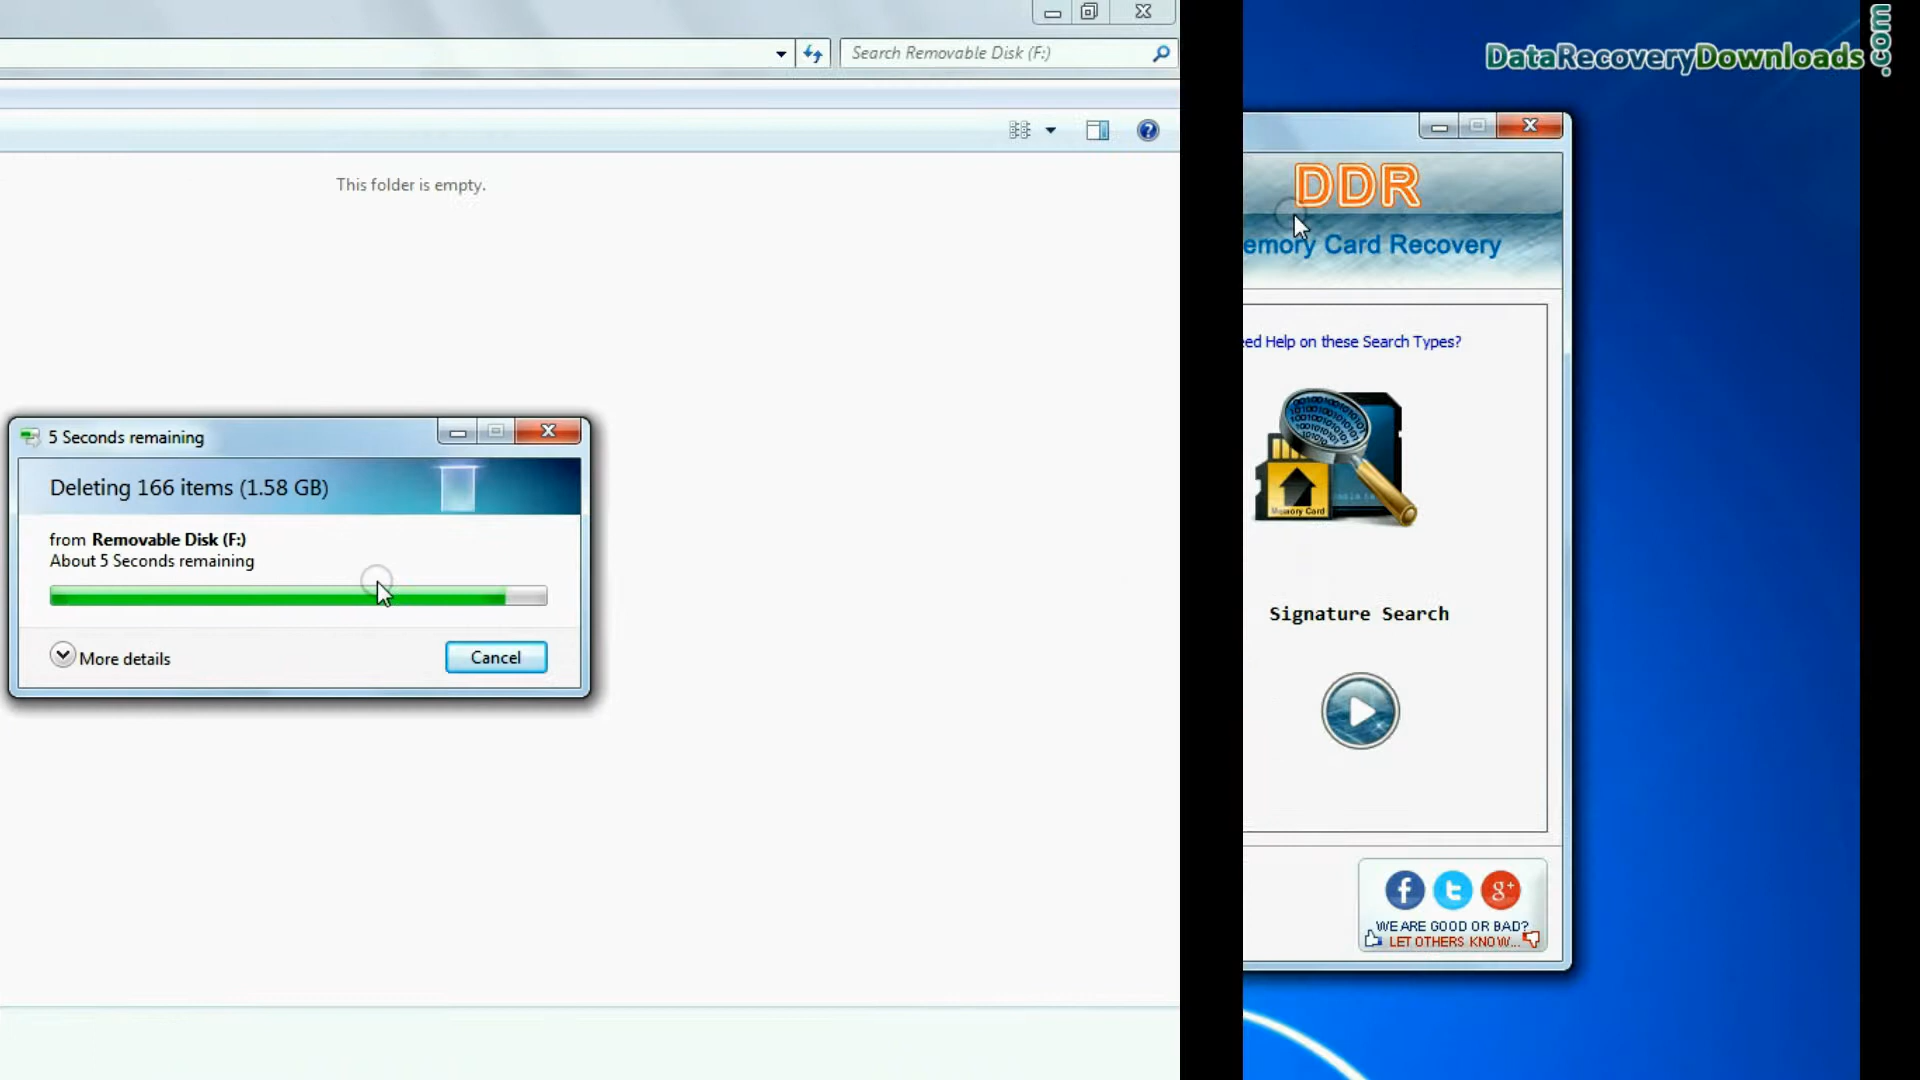 Search Removable Disk (F:)
This folder is empty.
5 Seconds remaining
Deleting 166 items (1.58 GB)
from Removable Disk (F:)
About 5 Seconds remaining
More details
Cancel
DataRecoveryDownloads.com
DDR
emory Card Recovery
ed Help on these Search Types?
Memory Card
Signature Search
WE ARE GOOD OR BAD?
LET OTHERS KNOW...